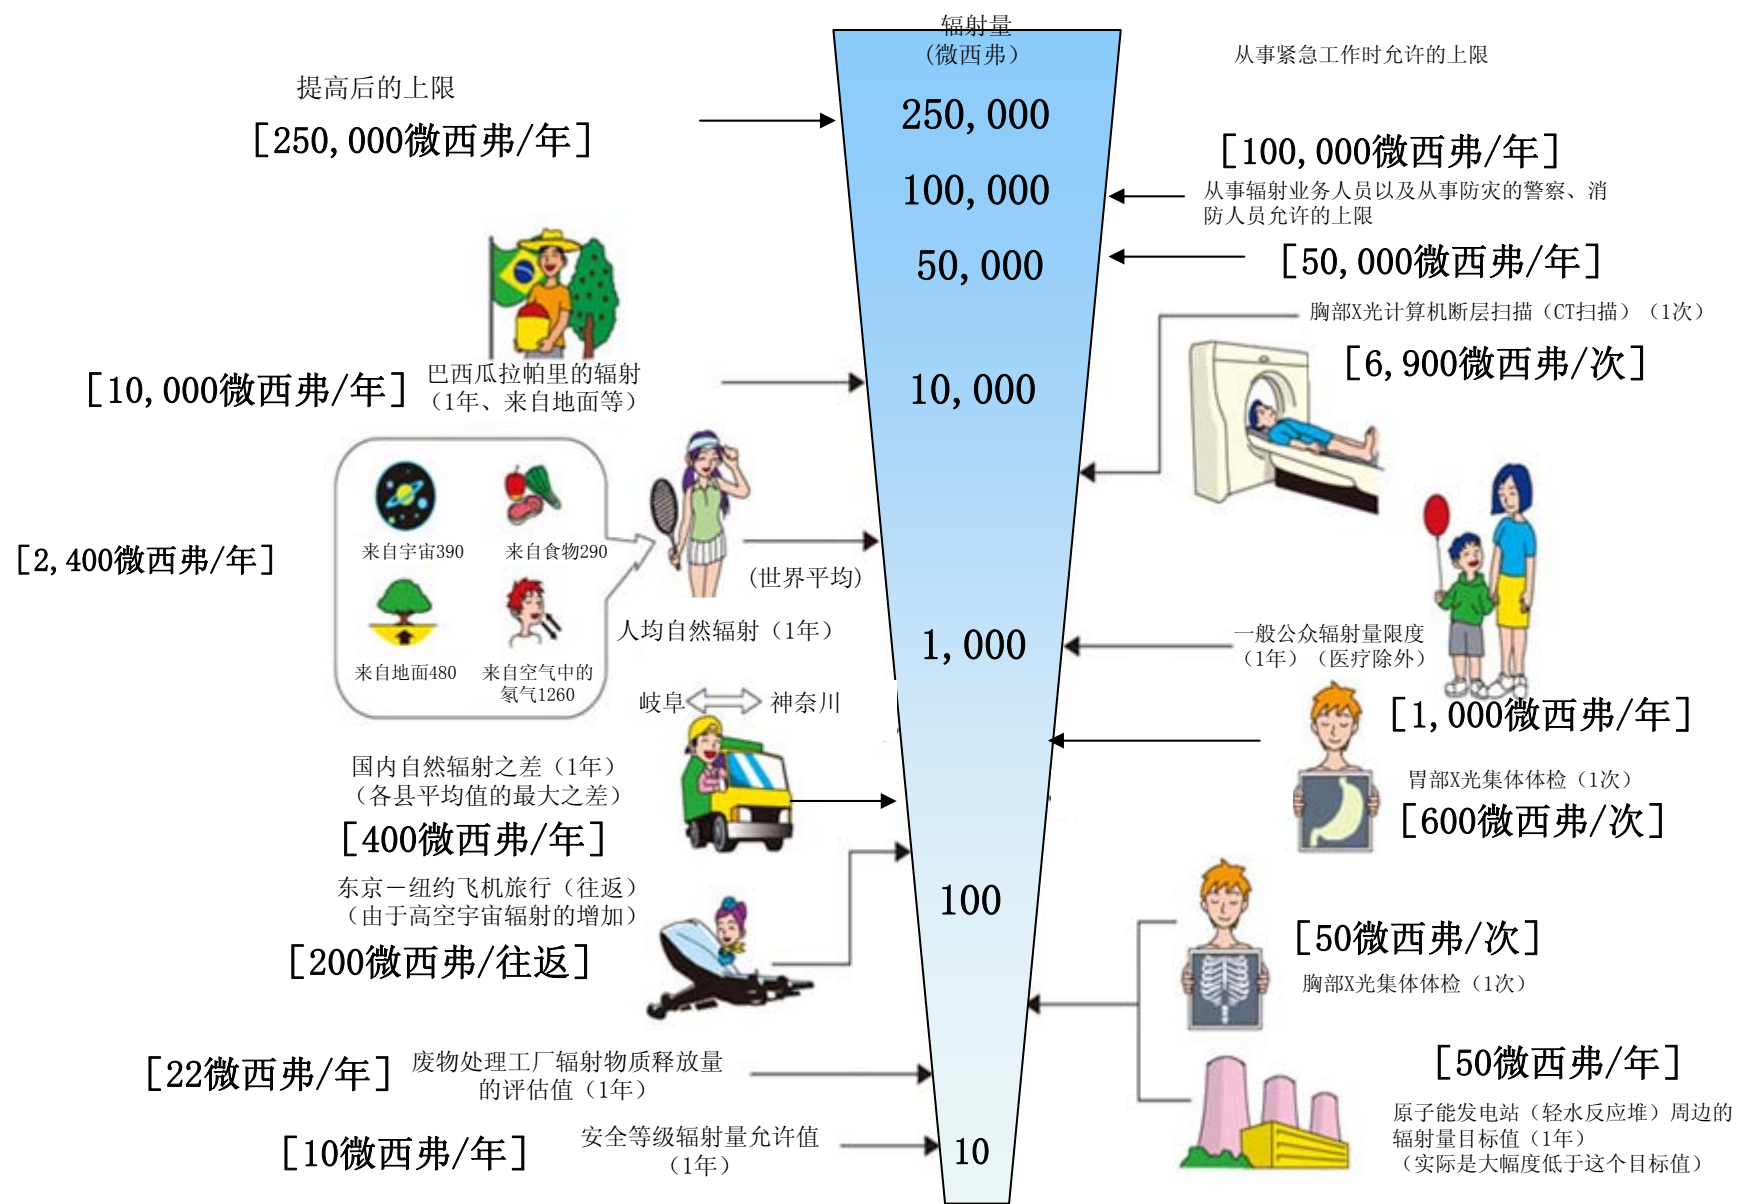 辐射量
(微西弗)
250,000
100,000
50,000
10,000
1,000
100
10
提高后的上限
[250,000微西弗/年]
[10,000微西弗/年]
巴西瓜拉帕里的辐射
(1年、来自地面等)
[2,400微西弗/年]
来自宇宙390
来自食物290
来自地面480
来自空气中的
氡气1260
(世界平均)
人均自然辐射(1年)
岐阜
神奈川
国内自然辐射之差(1年)
(各县平均值的最大之差)
[400微西弗/年]
东京-纽约飞机旅行(往返)
(由于高空宇宙辐射的增加)
[200微西弗/往返]
[22微西弗/年]
废物处理工厂辐射物质释放量
的评估值(1年)
[10微西弗/年]
安全等级辐射量允许值
(1年)
从事紧急工作时允许的上限
[100,000微西弗/年]
从事辐射业务人员以及从事防灾的警察、消
防人员允许的上限
[50,000微西弗/年]
胸部X光计算机断层扫描(CT扫描)(1次)
[6,900微西弗/次]
一般公众辐射量限度
(1年)(医疗除外)
[1,000微西弗/年]
胃部X光集体体检(1次)
[600微西弗/次]
[50微西弗/次]
胸部X光集体体检(1次)
[50微西弗/年]
原子能发电站(轻水反应堆)周边的
辐射量目标值(1年)
(实际是大幅度低于这个目标值)